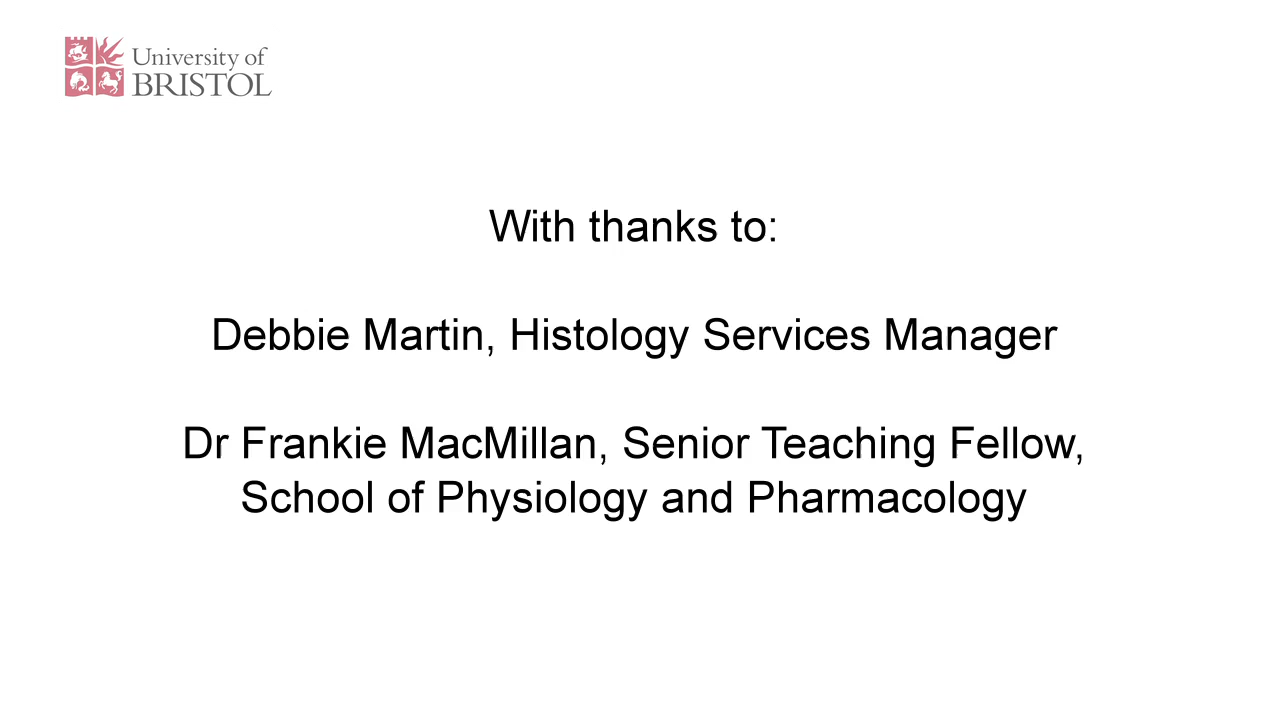 University of
BRISTOL
With thanks to:
Debbie Martin, Histology Services Manager
Dr Frankie MacMillan, Senior Teaching Fellow,
School of Physiology and Pharmacology